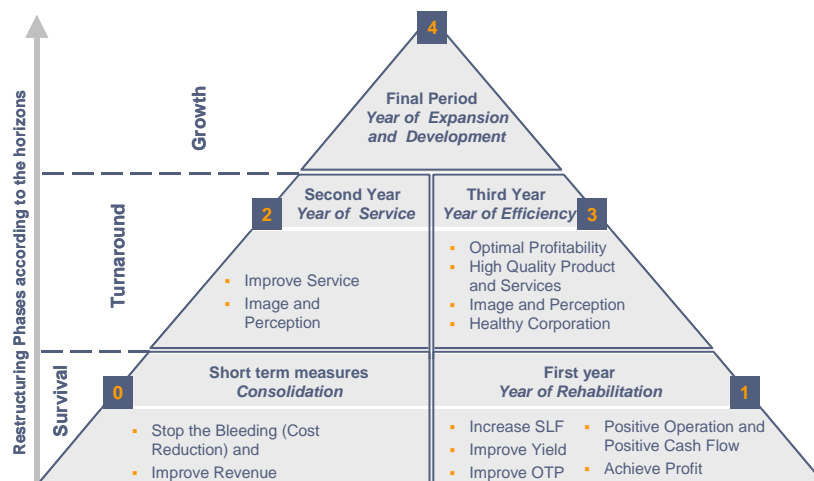 Restructuring Phases according to the horizons
Growth
4
Final Period
Year of Expansion
and Development
Turnaround
2
Second Year
Year of Service
▪ Improve Service
▪ Image and
Perception
Third Year
Year of Efficiency
3
▪ Optimal Profitability
▪ High Quality Product
and Services
▪ Image and Perception
▪ Healthy Corporation
Survival
0
Short term measures
Consolidation
▪ Stop the Bleeding (Cost
Reduction) and
▪ Improve Revenue
First year
Year of Rehabilitation
1
▪ Increase SLF
▪ Improve Yield
▪ Improve OTP
▪ Positive Operation and
Positive Cash Flow
▪ Achieve Profit